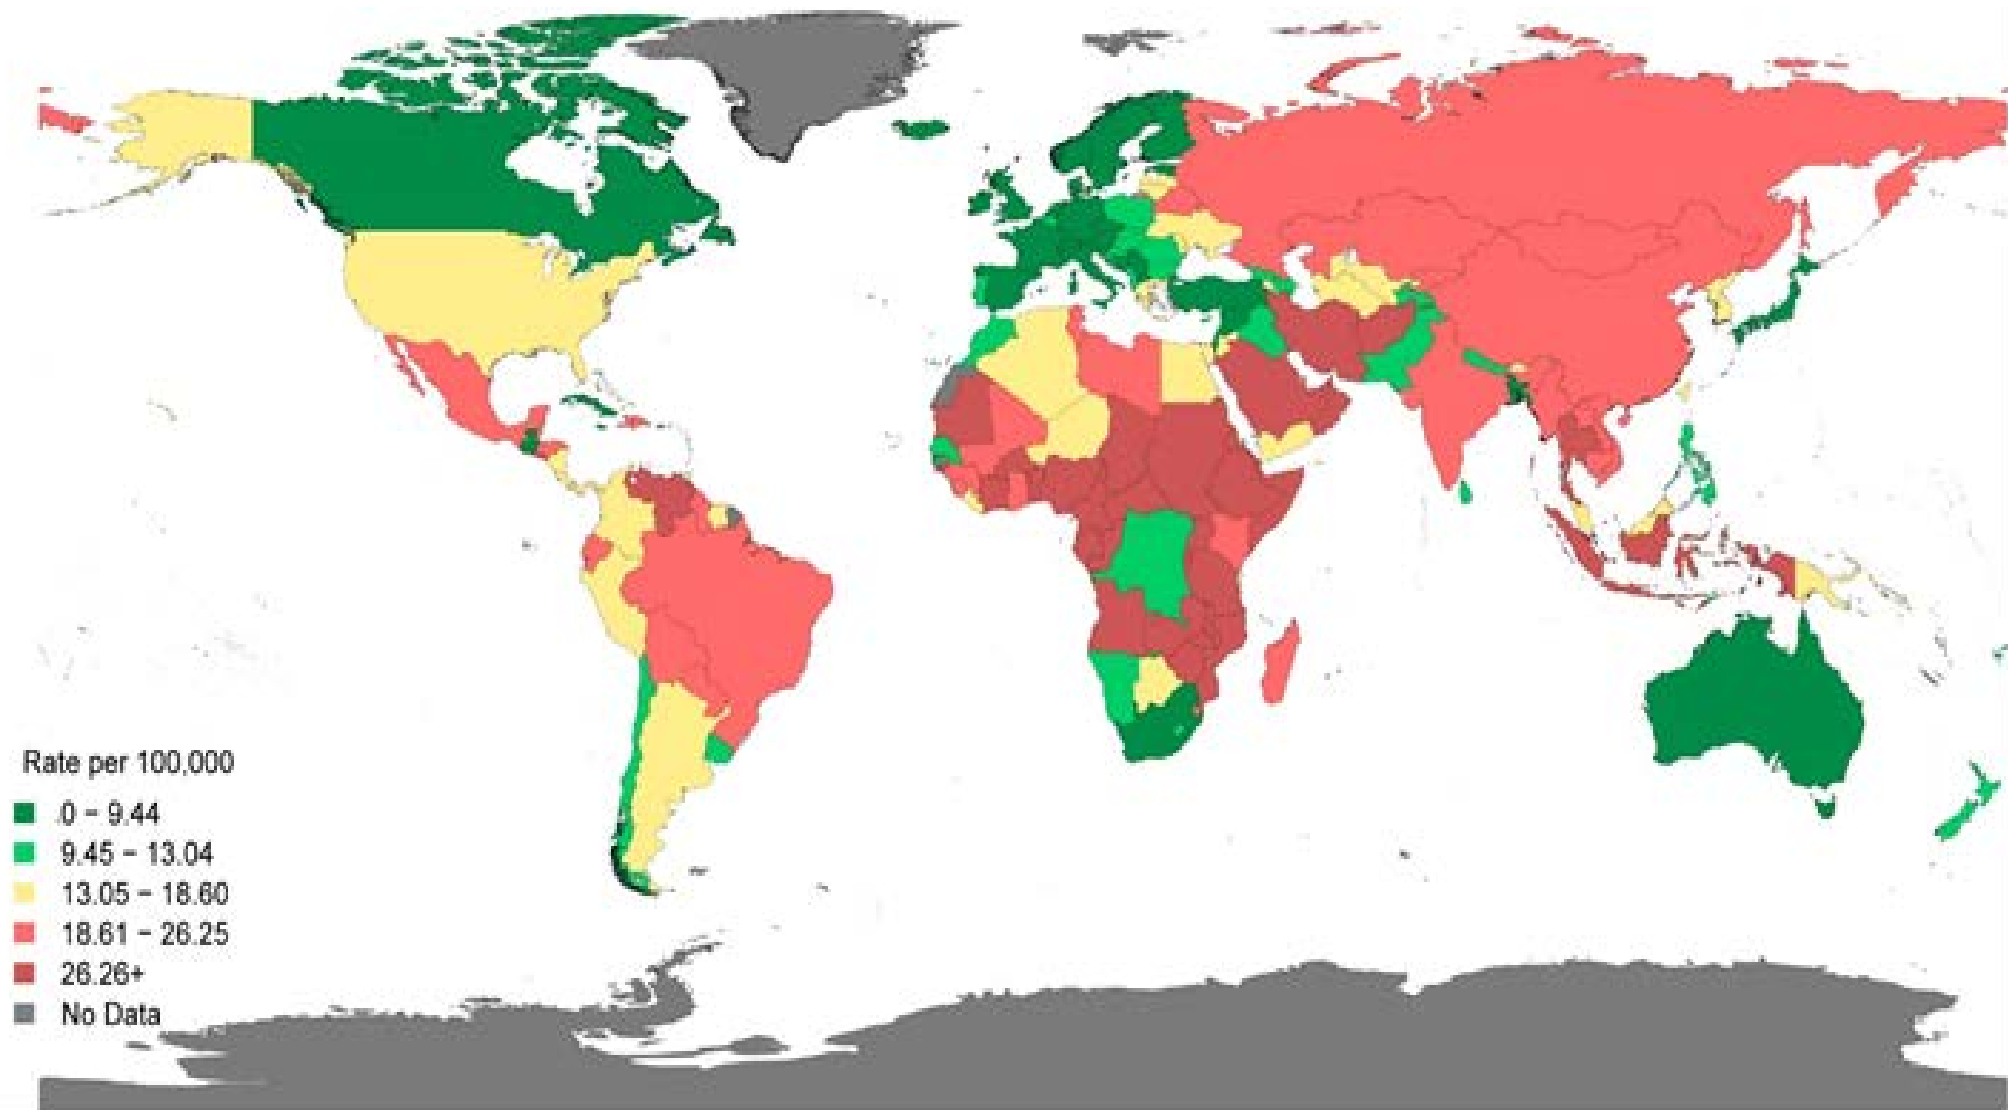 Rate per 100,000
.0 − 9.44
9.45 − 13.04
13.05 − 18.60
18.61 − 26.25
26.26+
No Data